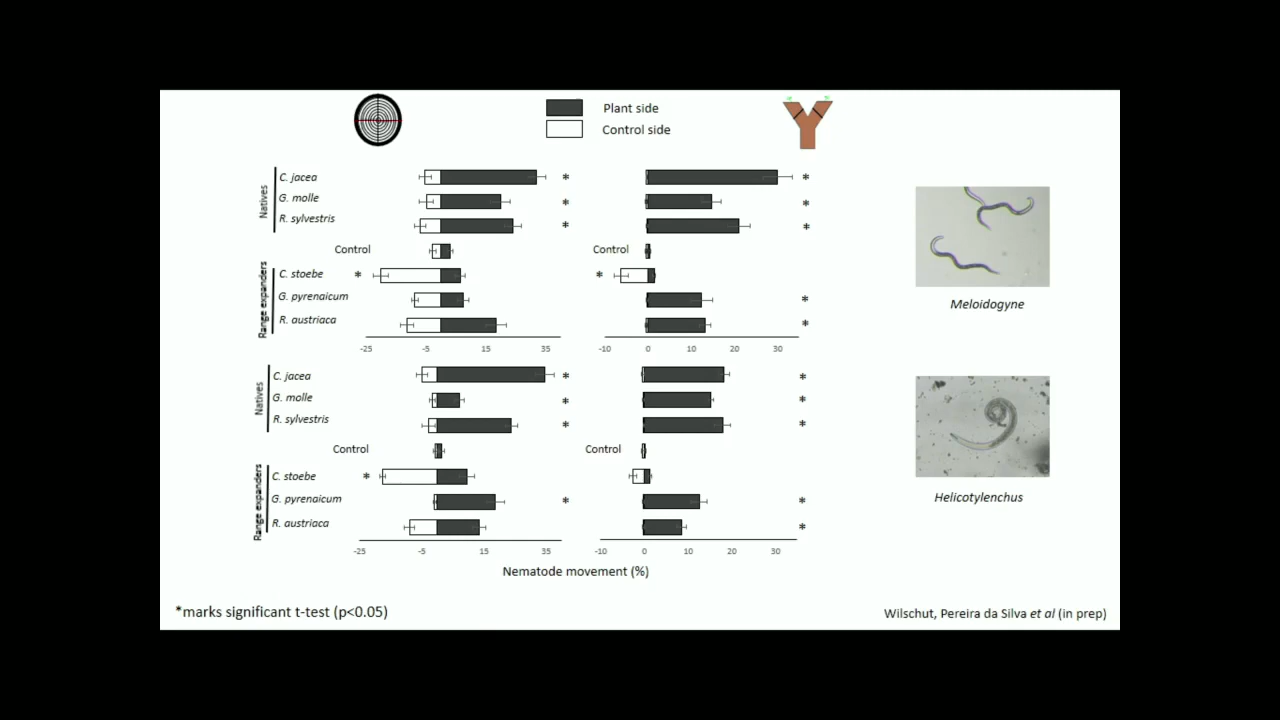 Plant side
Control side
Natives
C. jacea
G. molle
R. sylvestris
Control
Range expanders
C. stoebe
G. pyrenaicum
R. austriaca
* * * * 
-25 -5 15 35
Control
* * * * * *
-10 0 10 20 30
Meloidogyne
Natives
C. jacea
G. molle
R. sylvestris
Control
Range expanders
C. stoebe
G. pyrenaicum
R. austriaca
* * * * *
-25 -5 15 35
Control
* * * * *
-10 0 10 20 30
Helicotylenchus
Nematode movement (%)
*marks significant t-test (p<0.05)
Wilschut, Pereira da Silva et al (in prep)